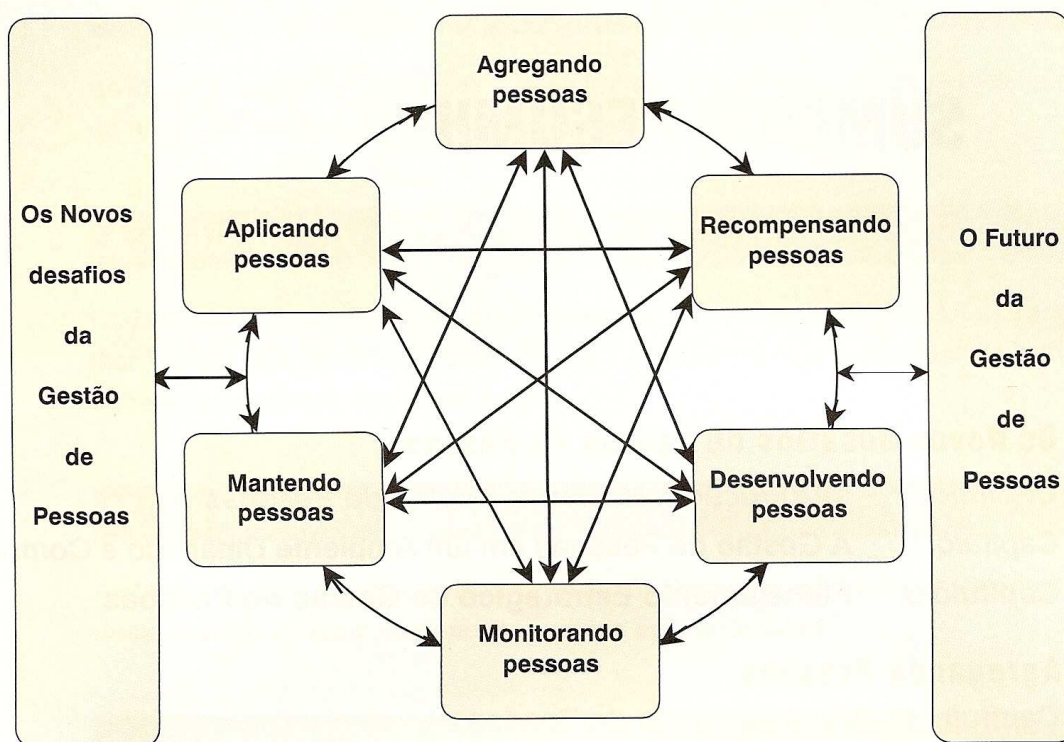 Agregando
pessoas
Os Novos
desafios
da
Gestão
de
Pessoas
Aplicando
pessoas
Recompensando
pessoas
O Futuro
da
Gestão
de
Pessoas
Mantendo
pessoas
Desenvolvendo
pessoas
Monitorando
pessoas